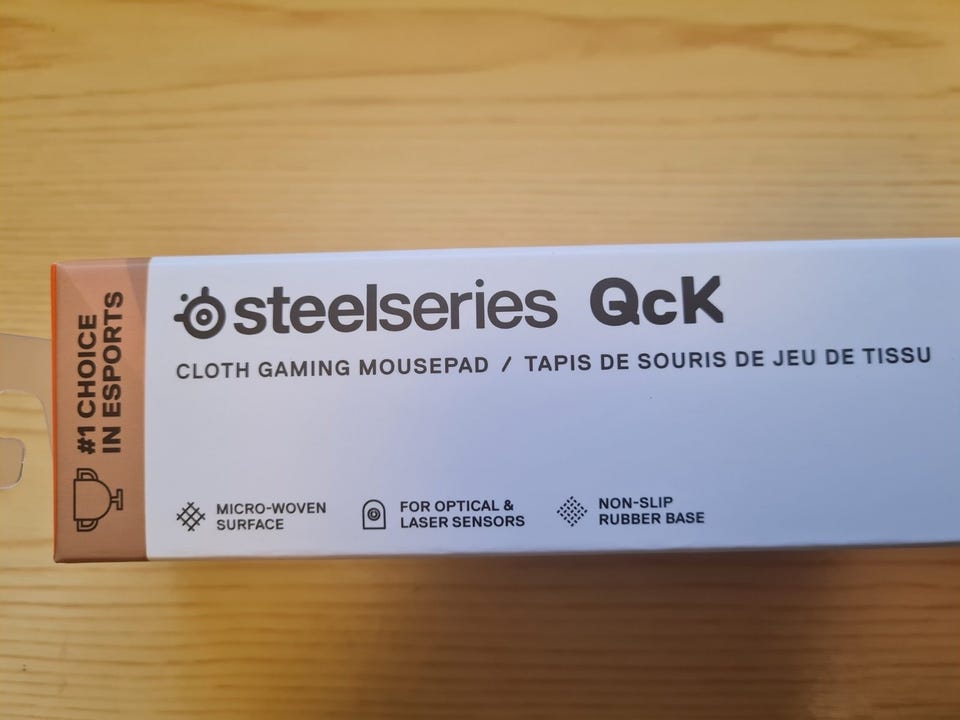 #1 CHOICE
IN ESPORTS
steelseries QcK
CLOTH GAMING MOUSEPAD / TAPIS DE SOURIS DE JEU DE TISSU
MICRO-WOVEN
SURFACE
FOR OPTICAL &
LASER SENSORS
NON-SLIP
RUBBER BASE